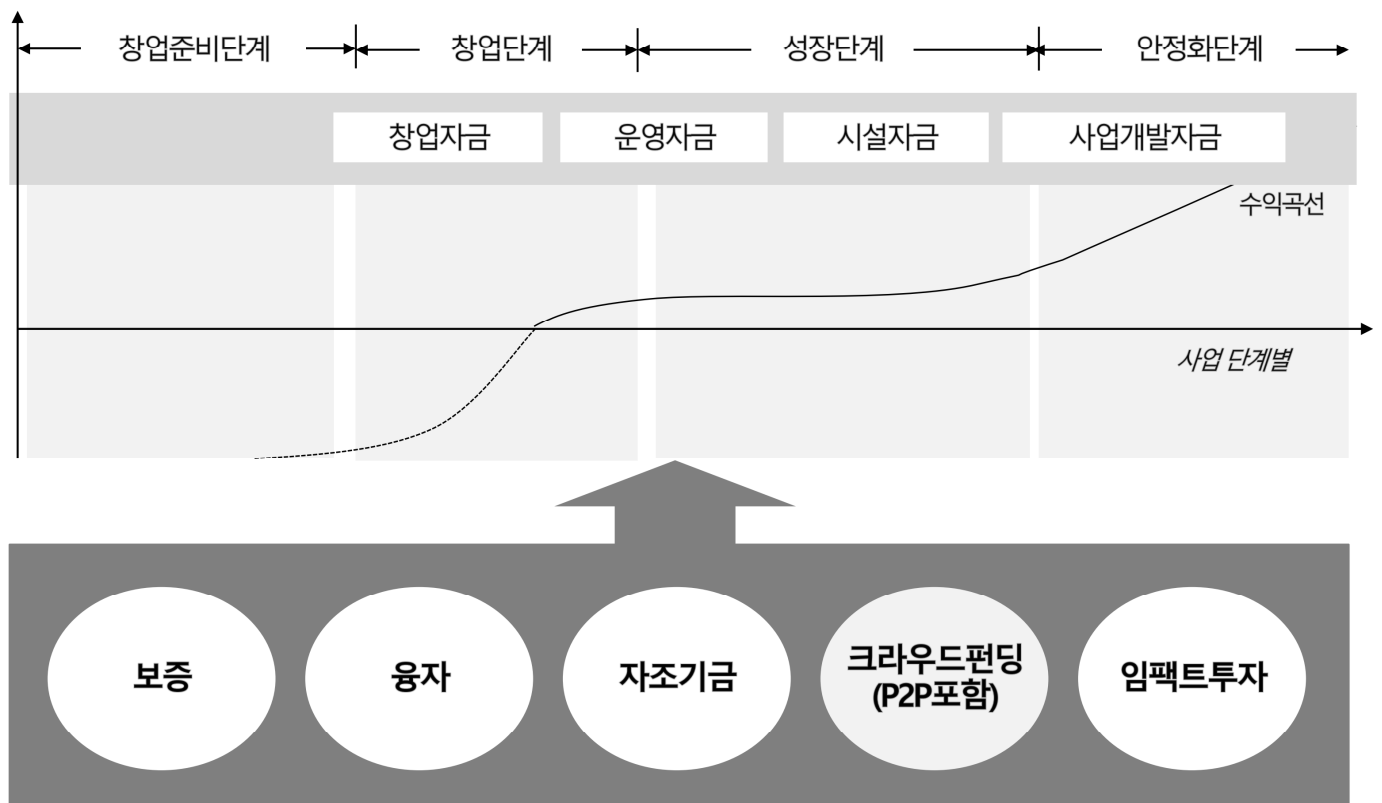 창업준비단계
창업단계
성장단계
안정화단계
창업자금
운영자금
시설자금
사업개발자금
수익곡선
사업 단계별
보증
융자
자조기금
크라우드펀딩
(P2P포함)
임팩트투자